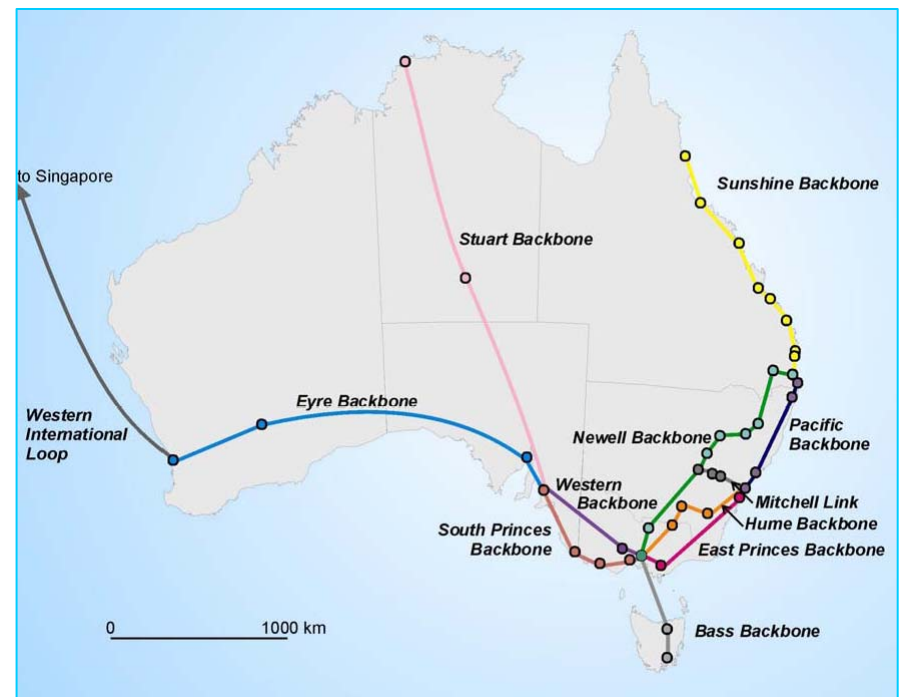 to Singapore
Sunshine Backbone
Stuart Backbone
Eyre Backbone
Western
International
Loop
Newell Backbone
Pacific
Backbone
Western
Backbone
Mitchell Link
Hume Backbone
South Princes
Backbone
East Princes Backbone
Bass Backbone
0 1000 km